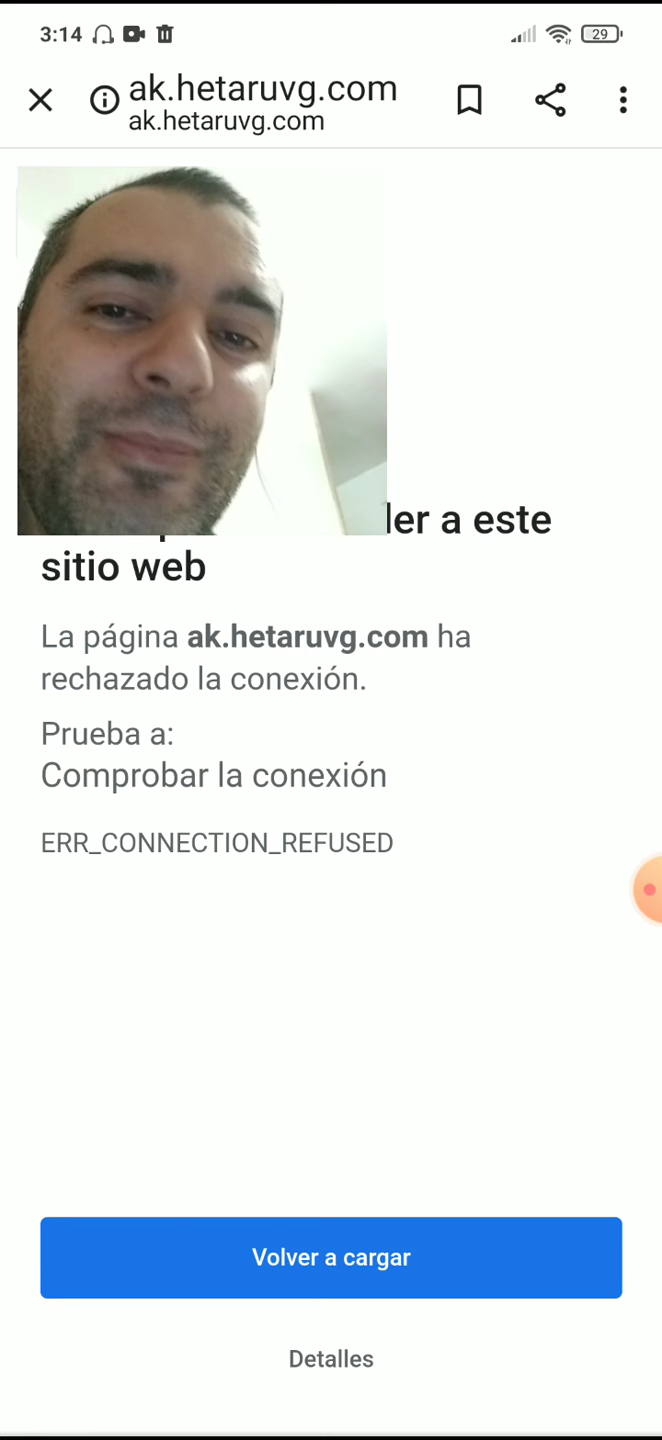 3:14
29
ak.hetaruvg.com
ak.hetaruvg.com
a este
sitio web
La página ak.hetaruvg.com ha
rechazado la conexión.
Prueba a:
Comprobar la conexión
ERR_CONNECTION_REFUSED
Volver a cargar
Detalles